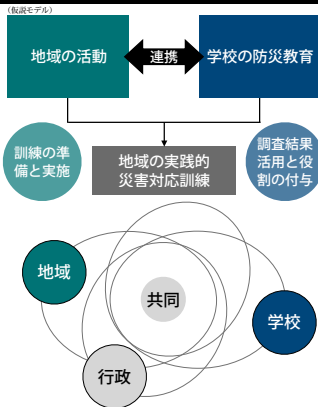 (仮説モデル)
地域の活動
連携
学校の防災教育
訓練の準
備と実施
地域の実践的
災害対応訓練
調査結果
活用と役
割の付与
地域
共同
学校
行政